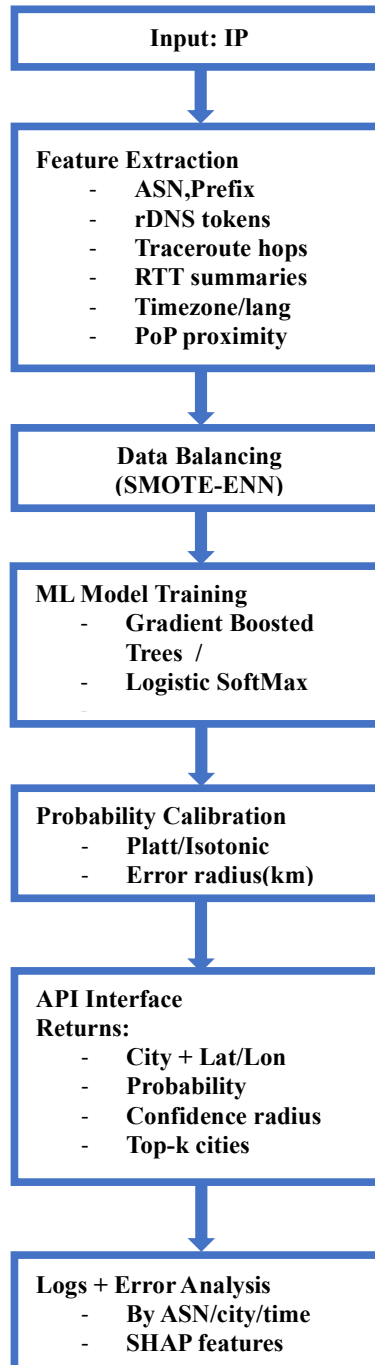 Input: IP
Feature Extraction
- ASN,Prefix
- rDNS tokens
- Traceroute hops
- RTT summaries
- Timezone/lang
- PoP proximity
Data Balancing
(SMOTE-ENN)
ML Model Training
- Gradient Boosted
Trees /
- Logistic SoftMax
-
Probability Calibration
- Platt/Isotonic
- Error radius(km)
API Interface
Returns:
- City + Lat/Lon
- Probability
- Confidence radius
- Top-k cities
Logs + Error Analysis
- By ASN/city/time
- SHAP features